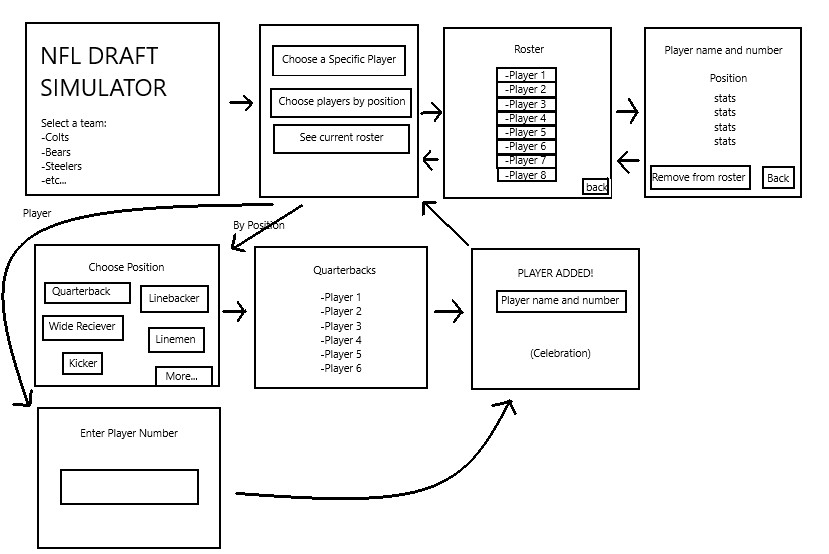 NFL DRAFT
SIMULATOR
Select a team:
-Colts
-Bears
-Steelers
-etc...
Choose a Specific Player
Choose players by position
See current roster
Roster
-Player 1
-Player 2
-Player 3
-Player 4
-Player 5
-Player 6
-Player 7
-Player 8
back
Player name and number
Position
stats
stats
stats
stats
Remove from roster
Back
Player
By Position
Choose Position
Quarterback
Linebacker
Wide Reciever
Linemen
Kicker
More...
Quarterbacks
-Player 1
-Player 2
-Player 3
-Player 4
-Player 5
-Player 6
PLAYER ADDED!
Player name and number
(Celebration)
Enter Player Number